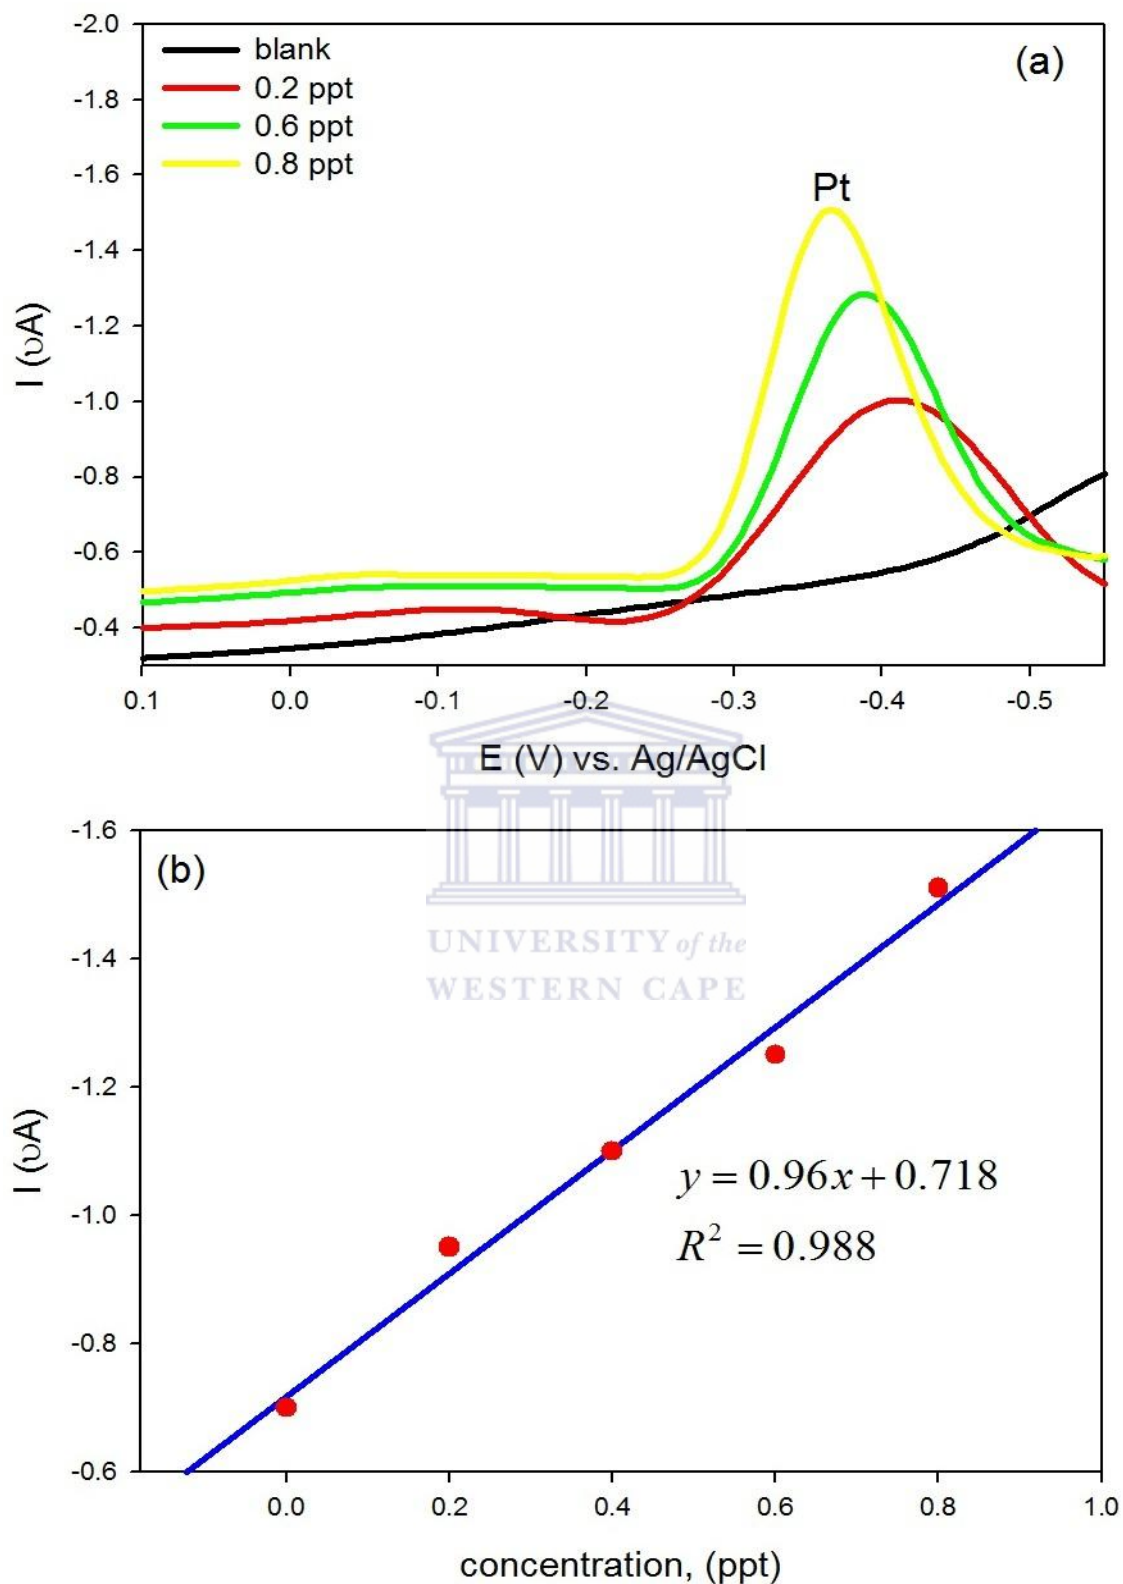 -2.0
-1.8
-1.6
-1.4
-1.2
-1.0
-0.8
-0.6
-0.4
I (υA)
blank
0.2 ppt
0.6 ppt
0.8 ppt
(a)
Pt
0.1 0.0 -0.1 -0.2 -0.3 -0.4 -0.5
E (V) vs. Ag/AgCl
-1.6
-1.4
-1.2
-1.0
-0.8
-0.6
I (υA)
(b)
UNIVERSITY of the
WESTERN CAPE
y = 0.96x + 0.718
R² = 0.988
0.0 0.2 0.4 0.6 0.8 1.0
concentration, (ppt)